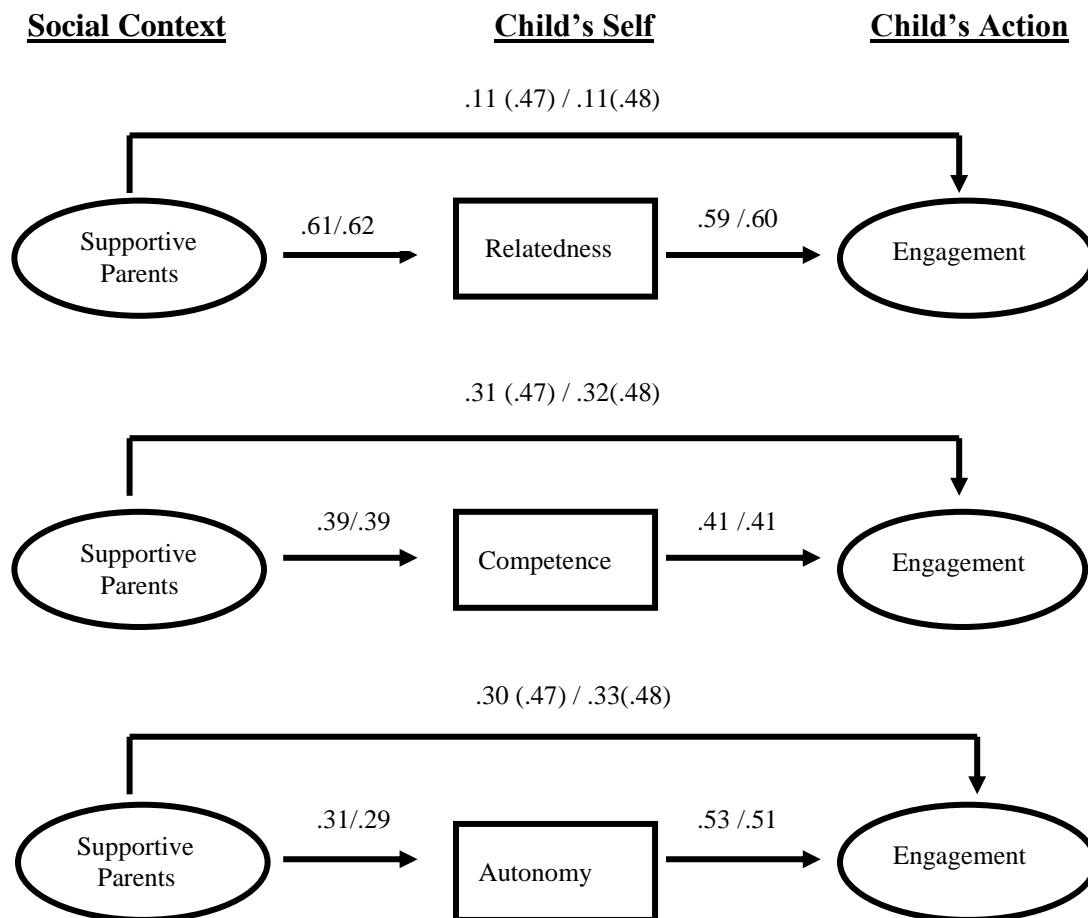 Social Context Child's Self Child's Action
.11 (.47) / .11(.48)
Supportive
Parents
.61/.62
Relatedness
.59 /.60
Engagement
.31 (.47) / .32(.48)
Supportive
Parents
.39/.39
Competence
.41 /.41
Engagement
.30 (.47) / .33(.48)
Supportive
Parents
.31/.29
Autonomy
.53 /.51
Engagement